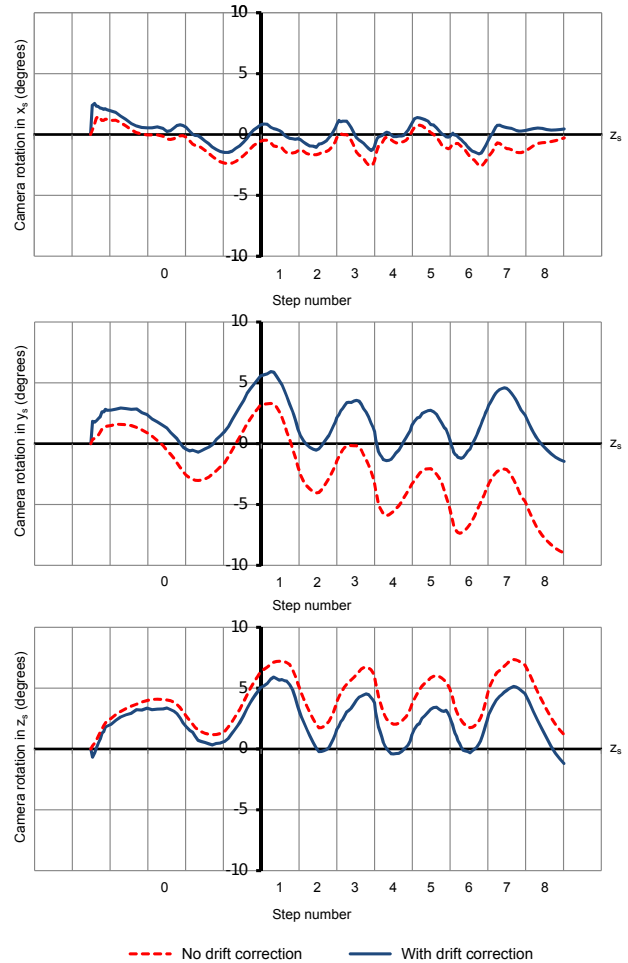 10
5
0
-5
-10
Camera rotation in xs (degrees)
zs
0 1 2 3 4 5 6 7 8
Step number
10
5
0
-5
-10
Camera rotation in ys (degrees)
zs
0 1 2 3 4 5 6 7 8
Step number
10
5
0
-5
-10
Camera rotation in zs (degrees)
zs
0 1 2 3 4 5 6 7 8
Step number
No drift correction With drift correction